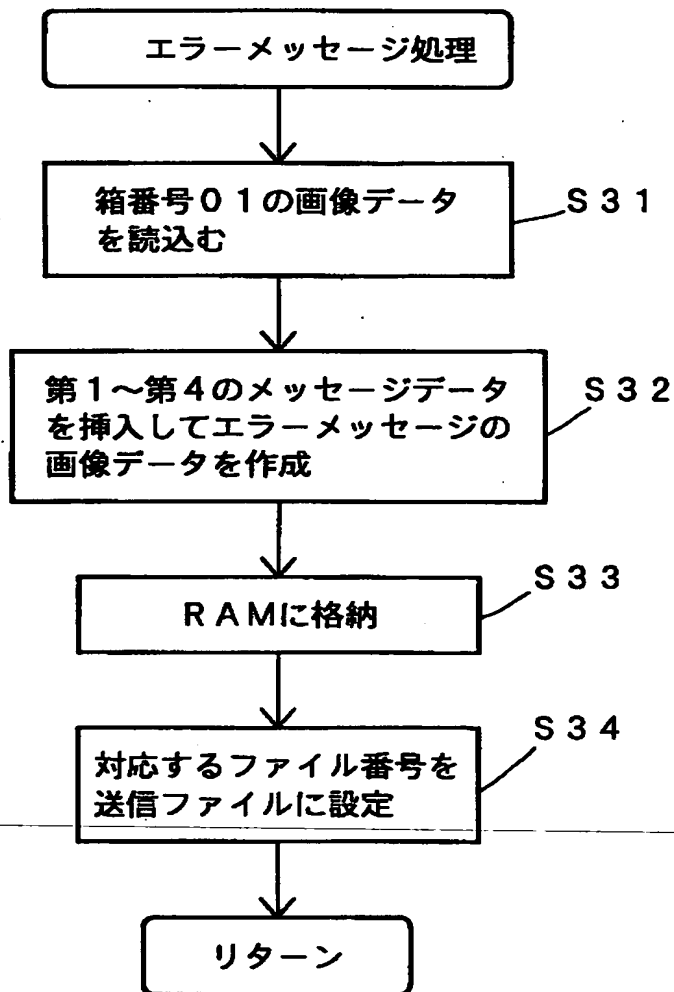 エラーメッセージ処理
箱番号01の画像データ
を読込む
S31
第1〜第4のメッセージデータ
を挿入してエラーメッセージの
画像データを作成
S32
RAMに格納
S33
対応するファイル番号を
送信ファイルに設定
S34
リターン